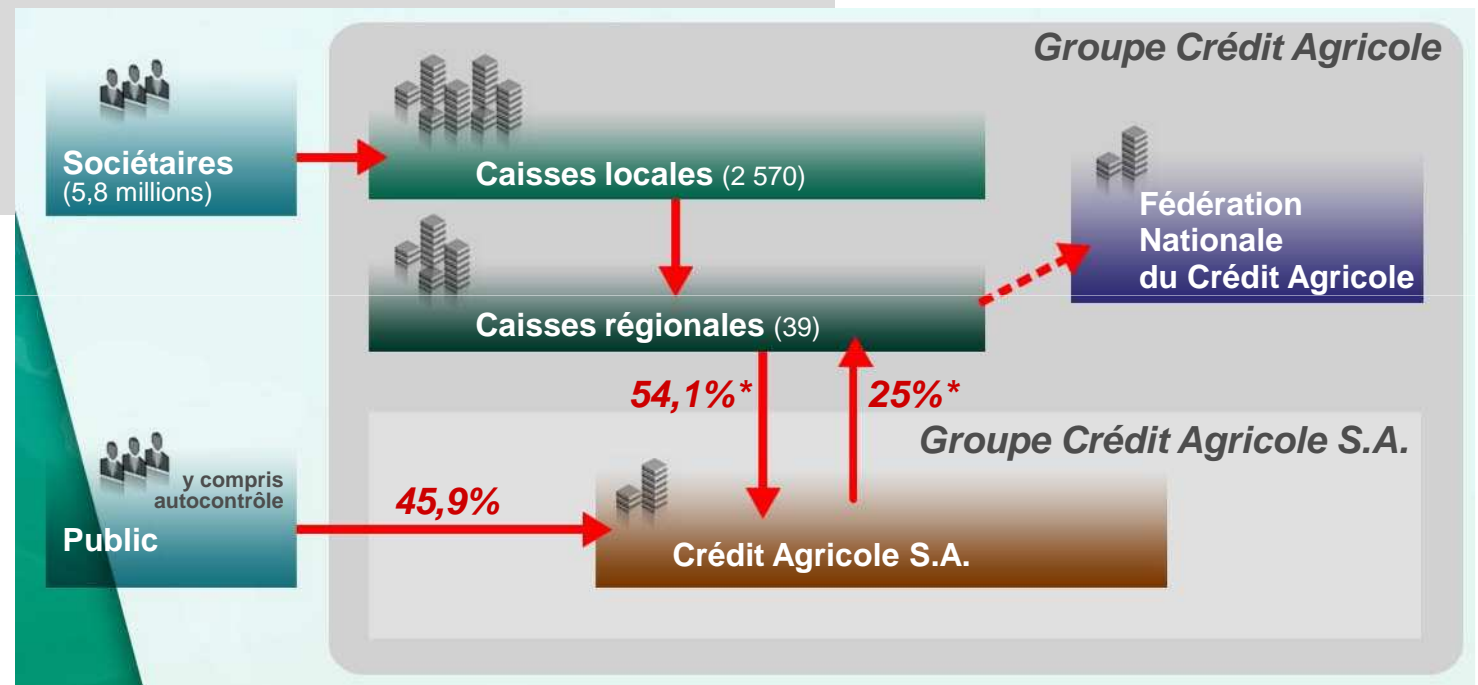 Groupe Crédit Agricole
Sociétaires
(5,8 millions)
Caisses locales (2 570)
Fédération
Nationale
du Crédit Agricole
Caisses régionales (39)
54,1%*
25%*
Groupe Crédit Agricole S.A.
y compris
autocontrôle
Public
45,9%
Crédit Agricole S.A.